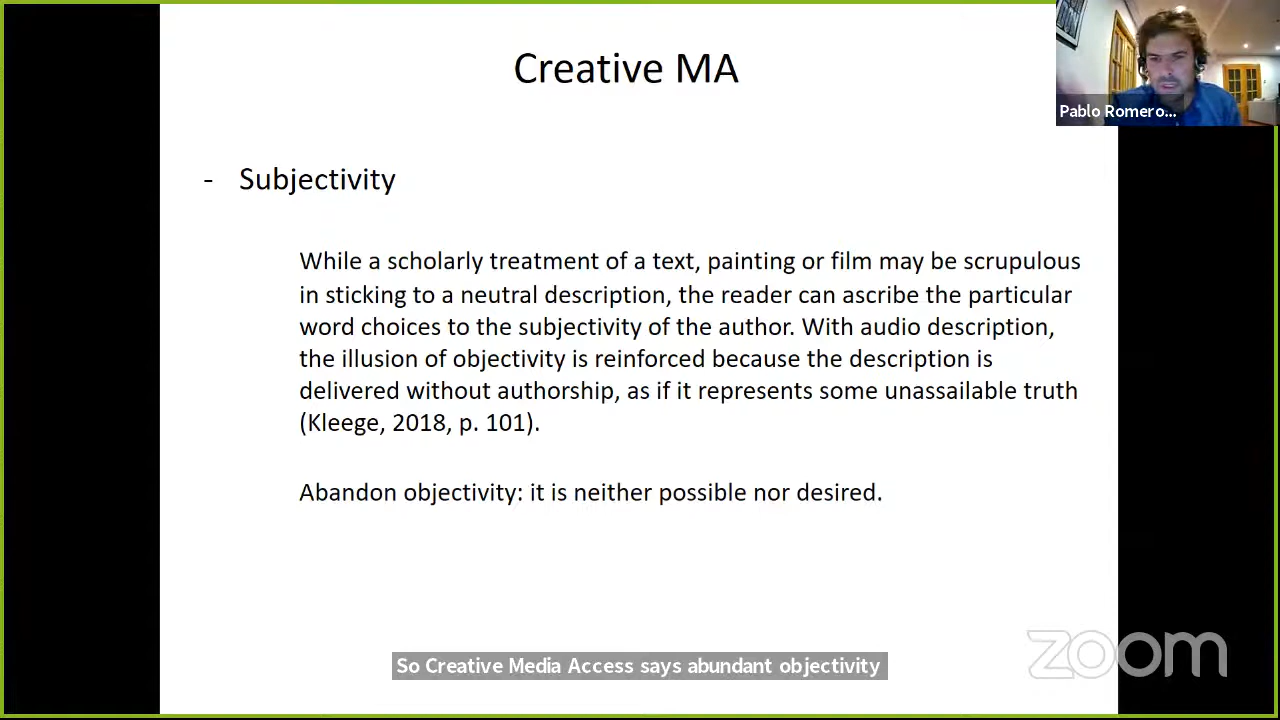 Creative MA
Pablo Romero...
- Subjectivity
While a scholarly treatment of a text, painting or film may be scrupulous
in sticking to a neutral description, the reader can ascribe the particular
word choices to the subjectivity of the author. With audio description,
the illusion of objectivity is reinforced because the description is
delivered without authorship, as if it represents some unassailable truth
(Kleege, 2018, p. 101).
Abandon objectivity: it is neither possible nor desired.
So Creative Media Access says abundant objectivity
zoom